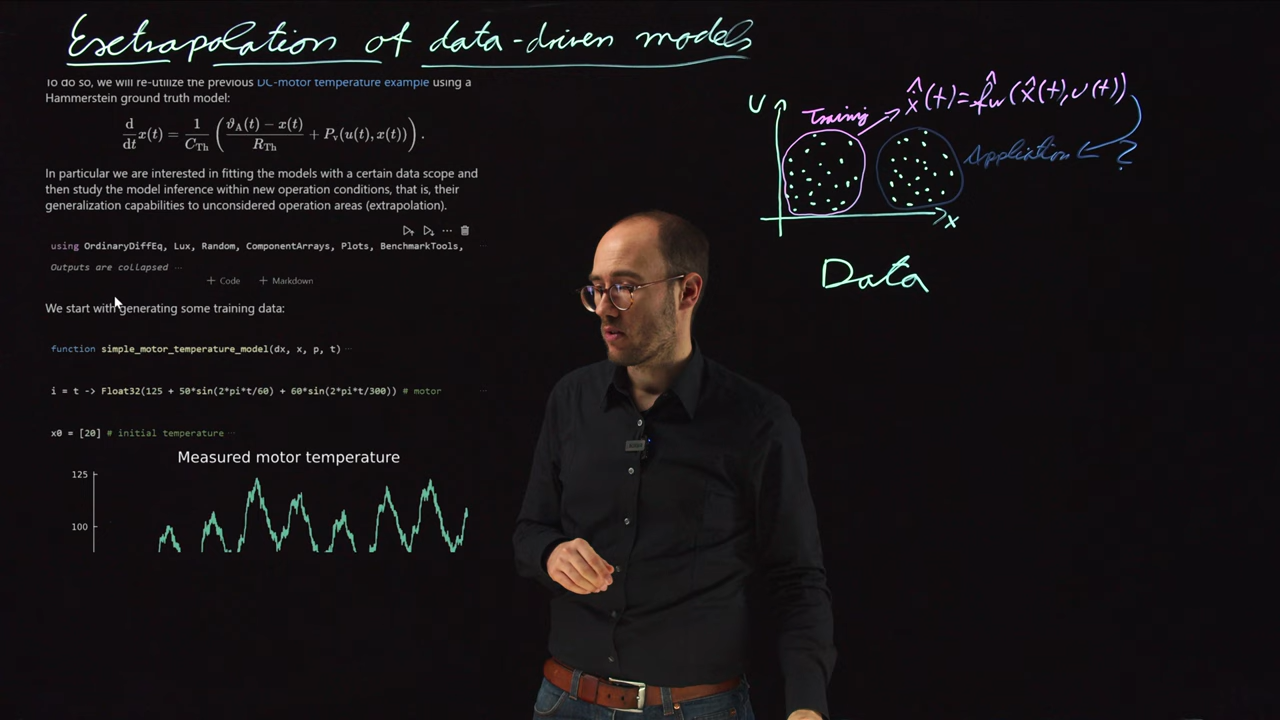 Exctrapolation of data-driven models
To do so, we will re-utilize the previous DC-motor temperature example using a
Hammerstein ground truth model:
d/dt x(t) = 1/C_Th ( (ϑ_A(t) − x(t))/R_Th + P_v(u(t), x(t)) ) .
In particular we are interested in fitting the models with a certain data scope and
then study the model inference within new operation conditions, that is, their
generalization capabilities to unconsidered operation areas (extrapolation).
using OrdinaryDiffEq, Lux, Random, ComponentArrays, Plots, BenchmarkTools, ...
Outputs are collapsed ...
+ Code + Markdown
We start with generating some training data:
function simple_motor_temperature_model(dx, x, p, t) ...
i = t -> Float32(125 + 50*sin(2*pi*t/60) + 60*sin(2*pi*t/300)) # motor ...
x0 = [20] # initial temperature ...
Measured motor temperature
125
100
U
Training
x̂̇(t) = f̂w(x̂(t), u(t))
Application ?
x
Data